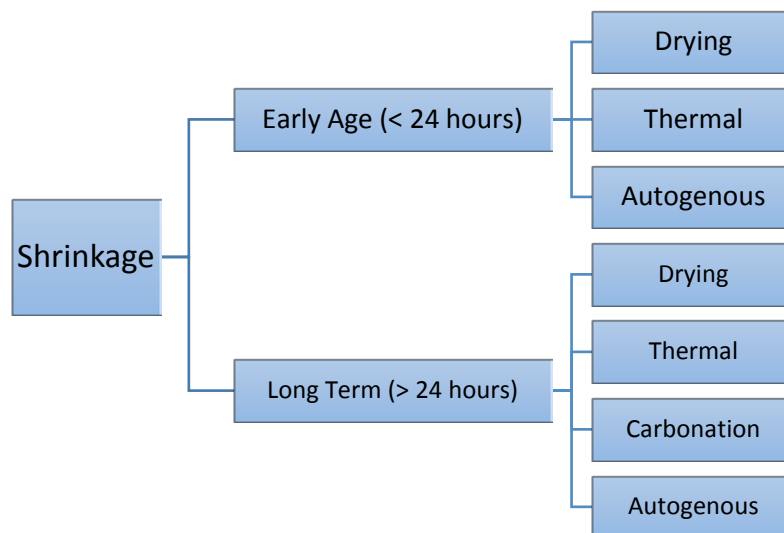 Shrinkage
Early Age (< 24 hours)
Drying
Thermal
Autogenous
Long Term (> 24 hours)
Drying
Thermal
Carbonation
Autogenous